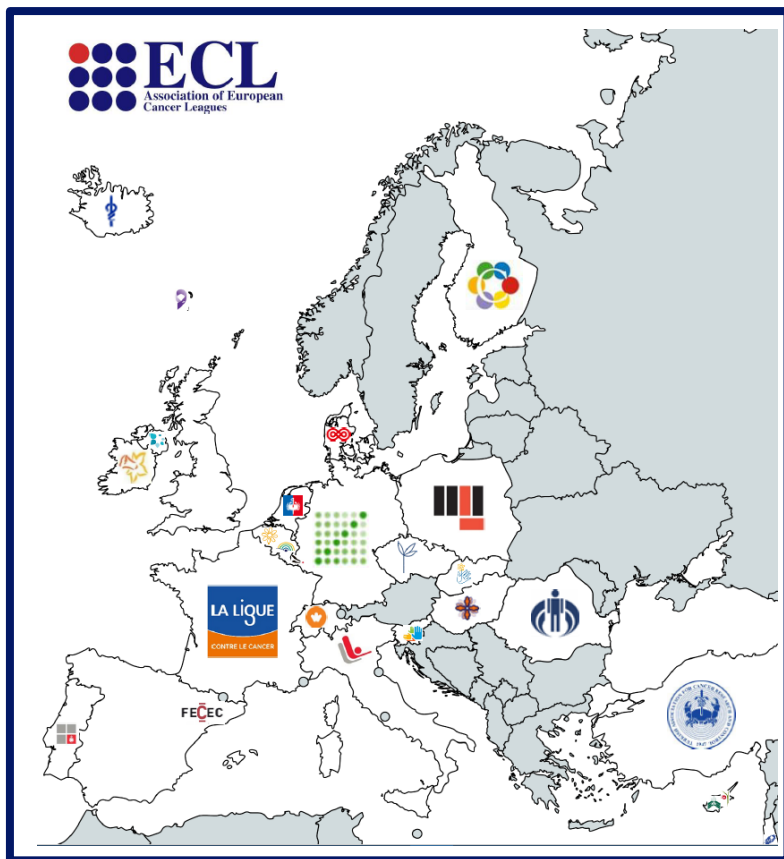 ECL
Association of European
Cancer Leagues
LA LiGUE
CONTRE LE CANCER
FECEC